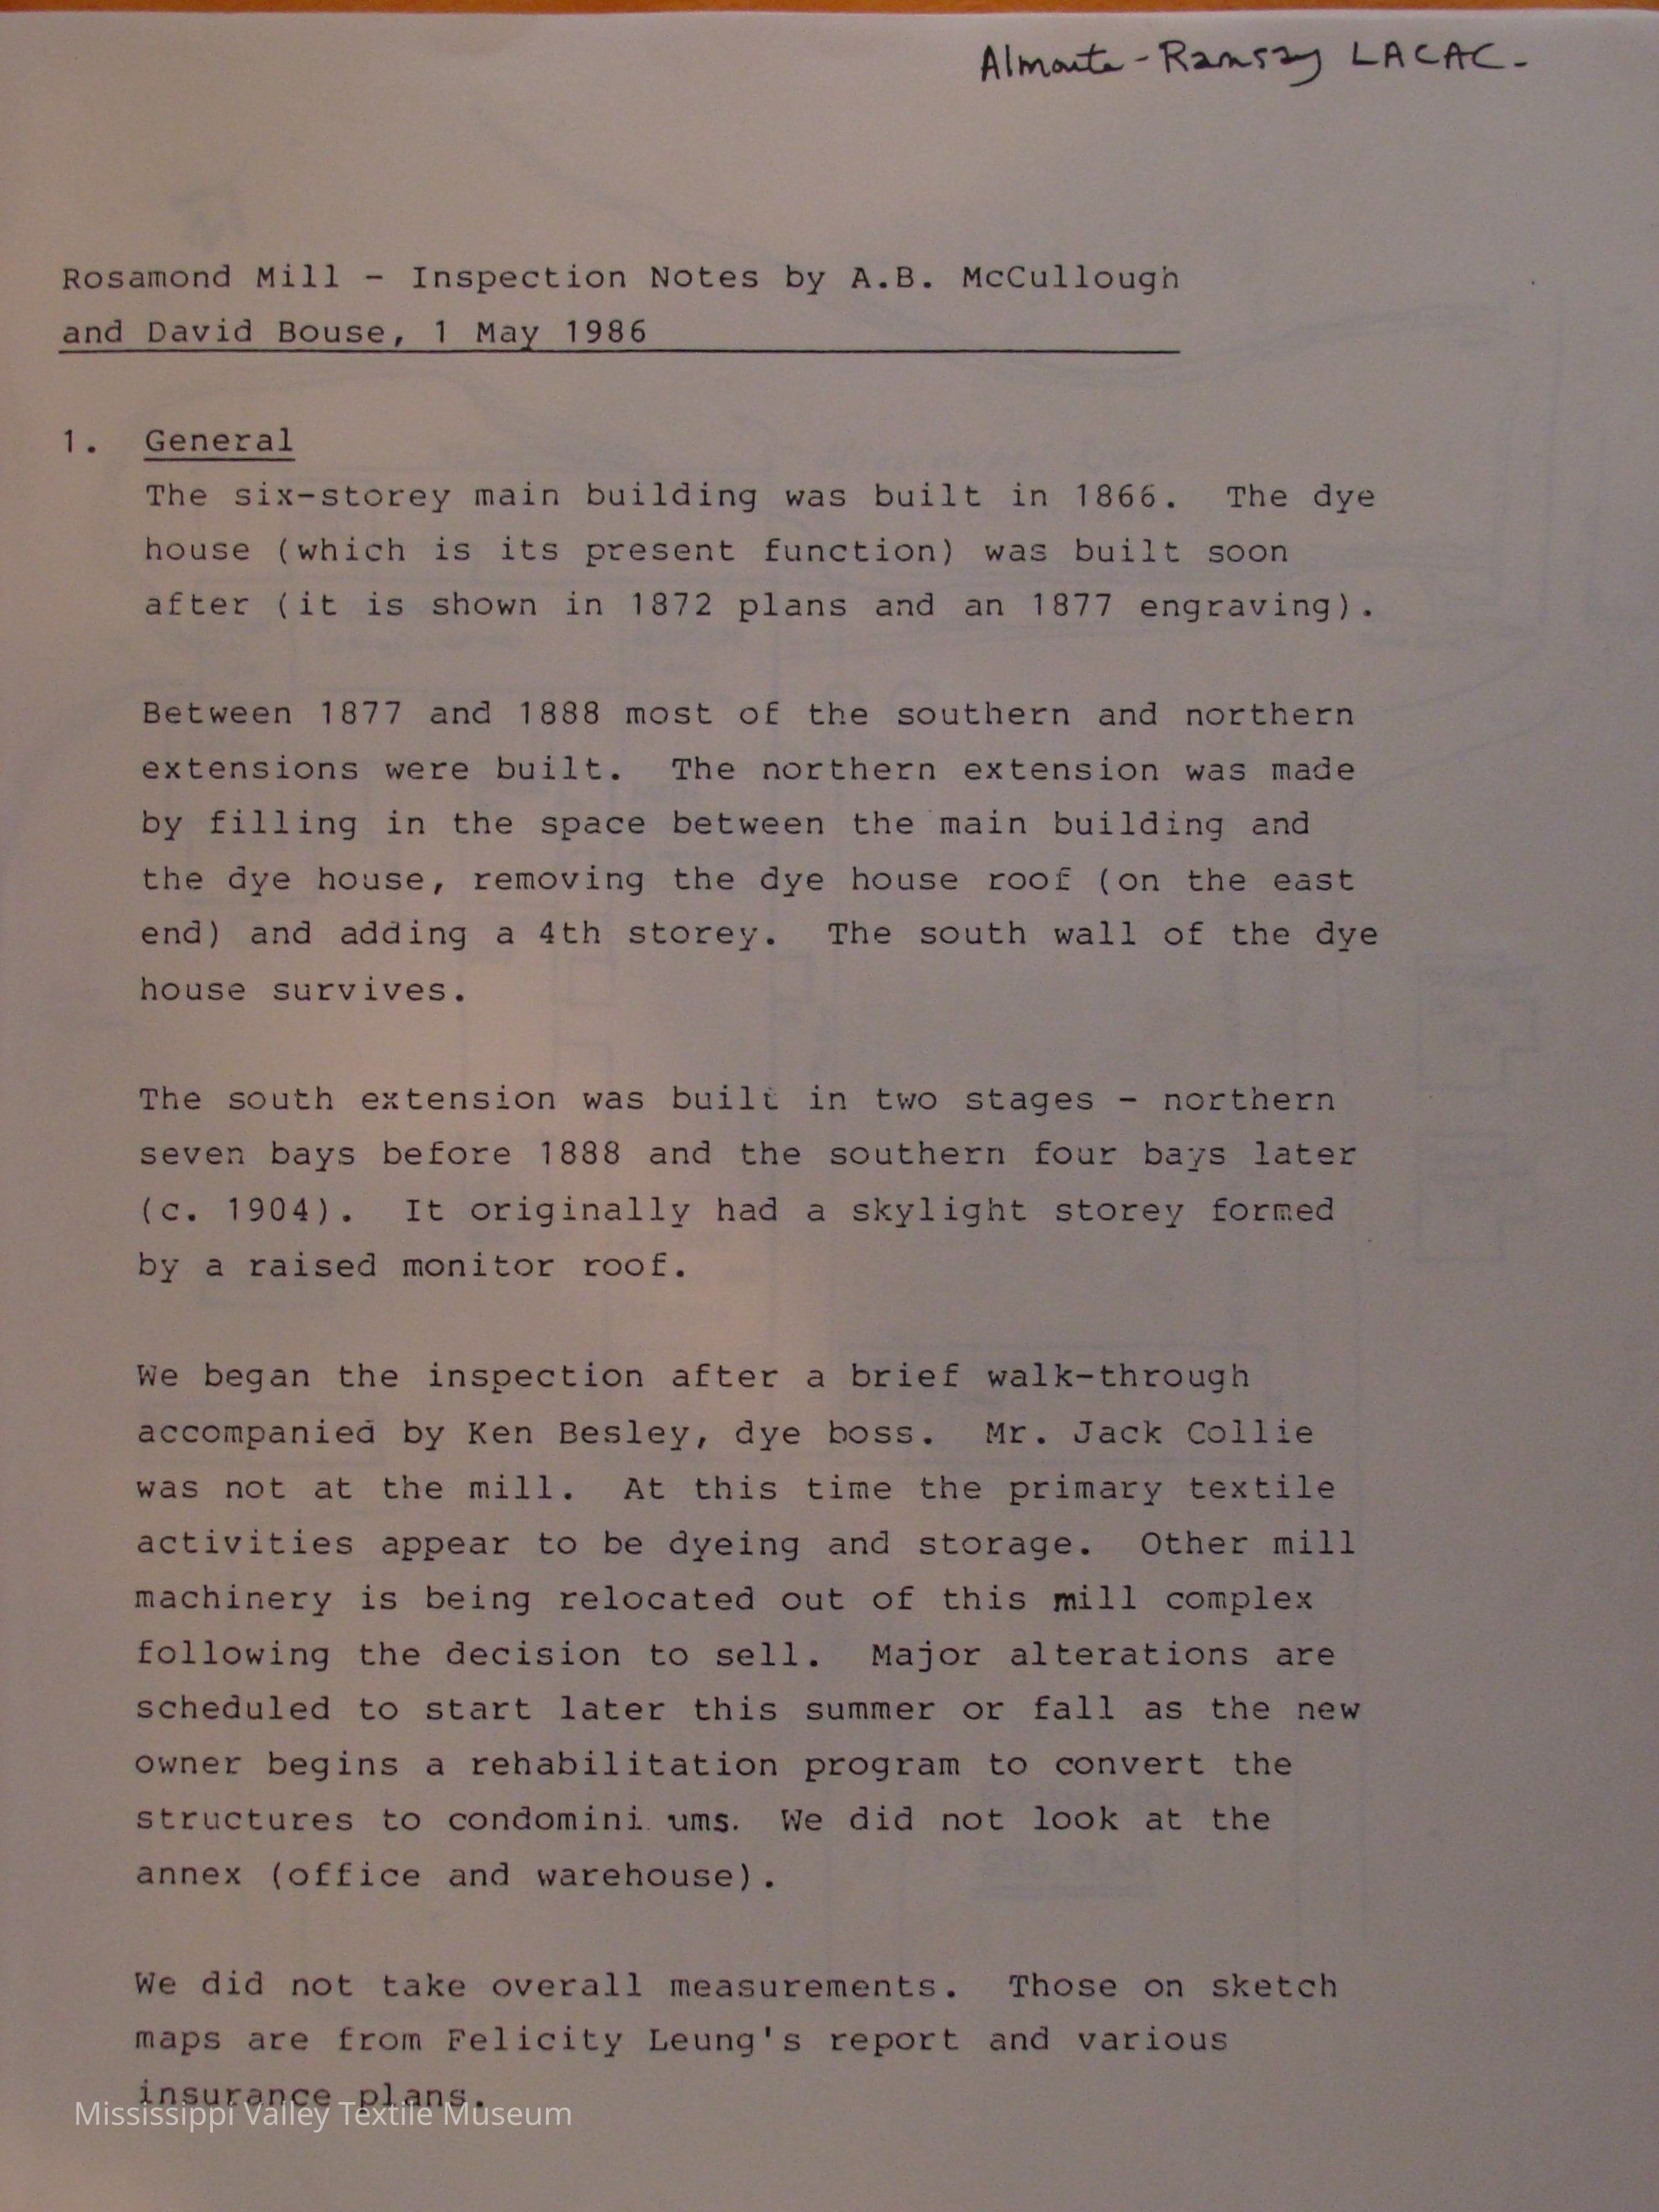 Almonte-Ramsay LACAC-
Rosamond Mill - Inspection Notes by A.B. McCullough
and David Bouse, 1 May 1986
1. General
The six-storey main building was built in 1866. The dye
house (which is its present function) was built soon
after (it is shown in 1872 plans and an 1877 engraving).
Between 1877 and 1888 most of the southern and northern
extensions were built. The northern extension was made
by filling in the space between the main building and
the dye house, removing the dye house roof (on the east
end) and adding a 4th storey. The south wall of the dye
house survives.
The south extension was built in two stages - northern
seven bays before 1888 and the southern four bays later
(c. 1904). It originally had a skylight storey formed
by a raised monitor roof.
We began the inspection after a brief walk-through
accompanied by Ken Besley, dye boss. Mr. Jack Collie
was not at the mill. At this time the primary textile
activities appear to be dyeing and storage. Other mill
machinery is being relocated out of this mill complex
following the decision to sell. Major alterations are
scheduled to start later this summer or fall as the new
owner begins a rehabilitation program to convert the
structures to condomini ums. We did not look at the
annex (office and warehouse).
We did not take overall measurements. Those on sketch
maps are from Felicity Leung's report and various
insurance plans.
Mississippi Valley Textile Museum